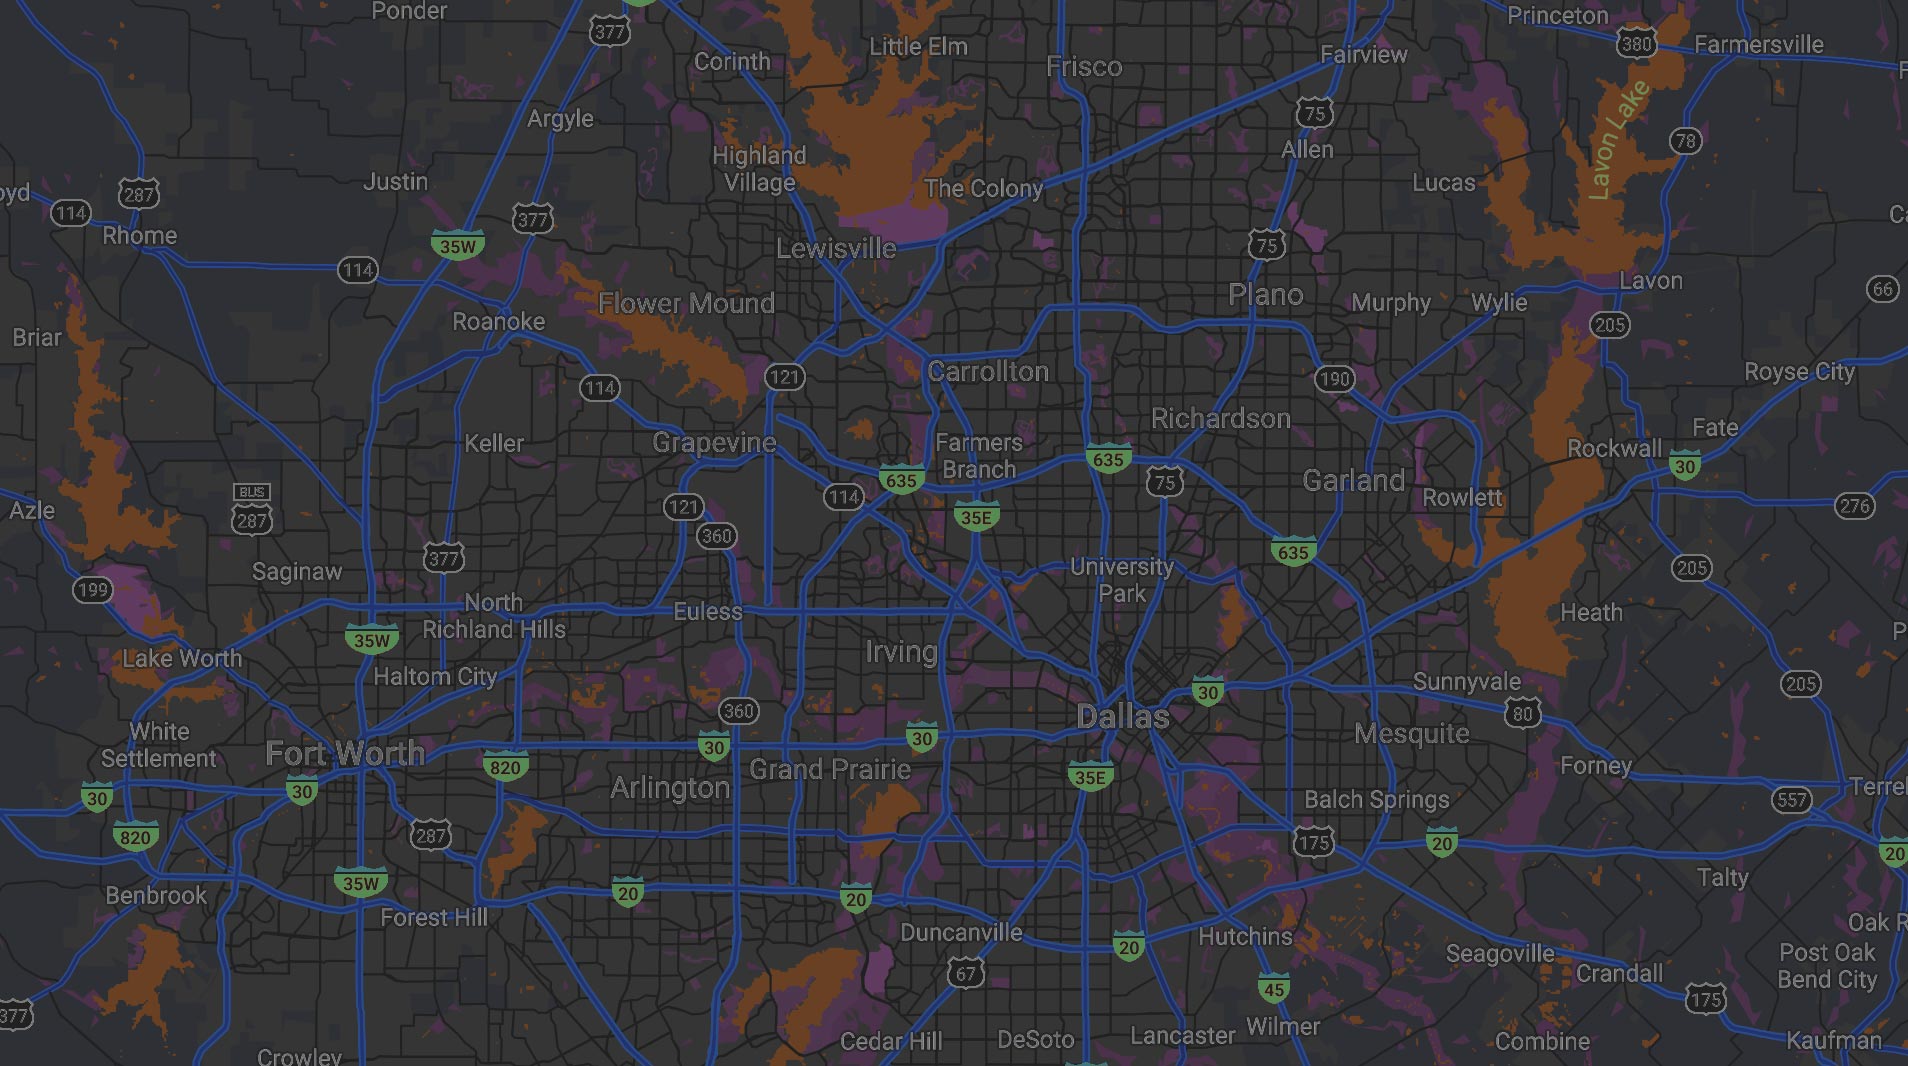 Ponder
377
Corinth
Little Elm
Frisco
Fairview
Princeton
380
Farmersville
Argyle
75
Allen
Lavon Lake
78
Highland
Village
The Colony
Justin
Lucas
287
114
Rhome
377
35W
Lewisville
75
114
Flower Mound
Plano
Murphy
Wylie
Lavon
66
Roanoke
205
Briar
121
Carrollton
190
Royse City
114
Richardson
Fate
Keller
Grapevine
Farmers
Branch
635
635
75
Garland
Rockwall
30
Rowlett
BUS
287
Azle
121
114
35E
276
360
635
377
Saginaw
University
Park
205
199
North
Richland Hills
Euless
Heath
35W
Lake Worth
Irving
Haltom City
30
Sunnyvale
205
360
Dallas
80
White
Settlement
Fort Worth
30
30
Mesquite
820
Grand Prairie
35E
Forney
30
30
Arlington
Balch Springs
557
820
287
175
20
20
35W
20
20
Benbrook
Talty
Forest Hill
Duncanville
20
Hutchins
Seagoville
Post Oak
Bend City
67
Crandall
45
175
377
Crowley
Cedar Hill
DeSoto
Lancaster
Wilmer
Combine
Kaufman